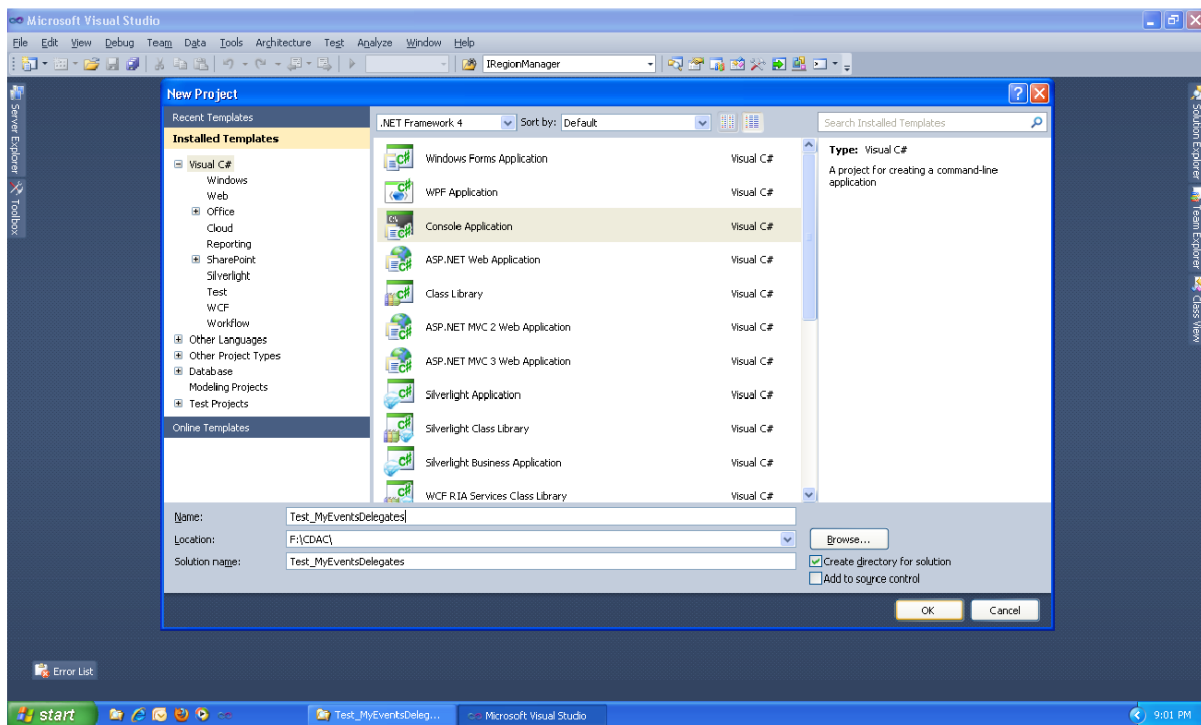 Microsoft Visual Studio
File Edit View Debug Team Data Tools Architecture Test Analyze Window Help
IRegionManager
Server Explorer
Toolbox
Solution Explorer
Team Explorer
Class View
New Project
Recent Templates
Installed Templates
Visual C#
Windows
Web
Office
Cloud
Reporting
SharePoint
Silverlight
Test
WCF
Workflow
Other Languages
Other Project Types
Database
Modeling Projects
Test Projects
Online Templates
.NET Framework 4 Sort by: Default
Search Installed Templates
Windows Forms Application Visual C#
WPF Application Visual C#
Console Application Visual C#
ASP.NET Web Application Visual C#
Class Library Visual C#
ASP.NET MVC 2 Web Application Visual C#
ASP.NET MVC 3 Web Application Visual C#
Silverlight Application Visual C#
Silverlight Class Library Visual C#
Silverlight Business Application Visual C#
WCF RIA Services Class Library Visual C#
Type: Visual C#
A project for creating a command-line
application
Name: Test_MyEventsDelegates
Location: F:\CDAC\
Browse...
Solution name: Test_MyEventsDelegates
Create directory for solution
Add to source control
OK Cancel
Error List
start
Test_MyEventsDeleg...
Microsoft Visual Studio
9:01 PM